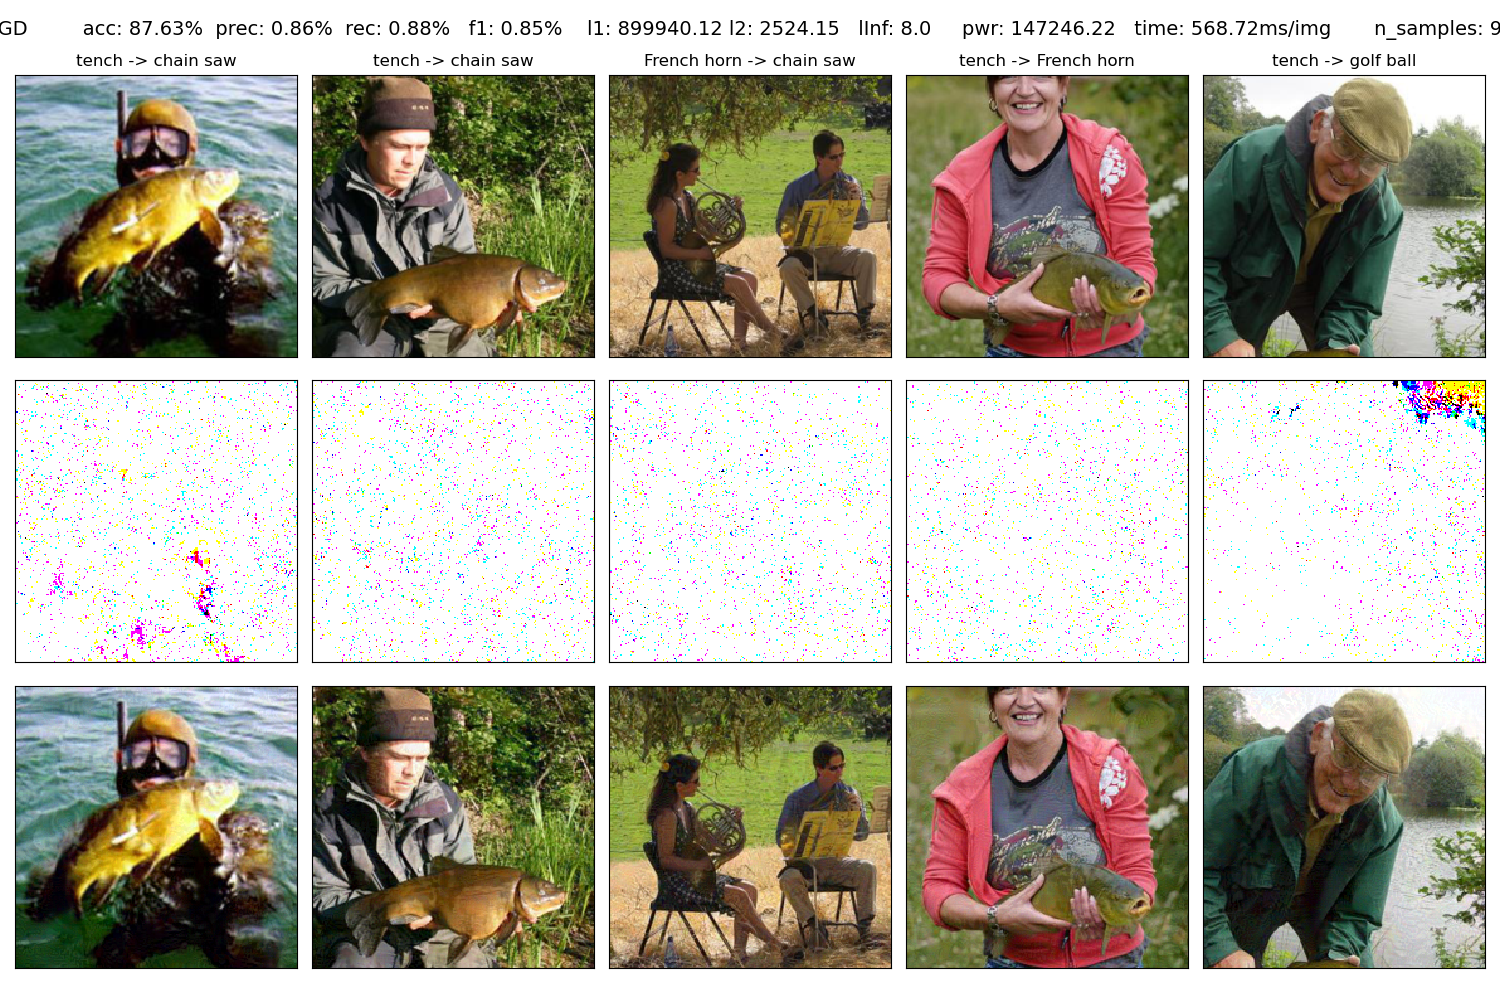 GD acc: 87.63% prec: 0.86% rec: 0.88% f1: 0.85% l1: 899940.12 l2: 2524.15 lInf: 8.0 pwr: 147246.22 time: 568.72ms/img n_samples: 9
tench -> chain saw
tench -> chain saw
French horn -> chain saw
tench -> French horn
tench -> golf ball